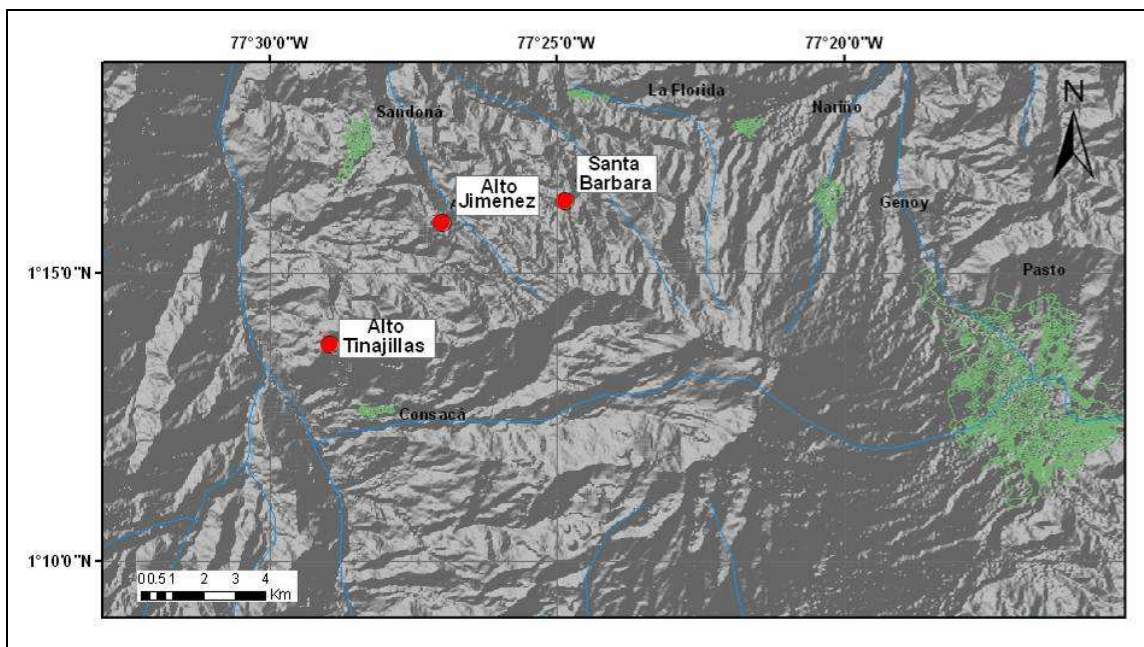 77°30'0"W
77°25'0"W
77°20'0"W
La Florida
Nariño
N
Sandoná
Santa
Barbara
Alto
Jimenez
Genoy
1°15'0"N
Pasto
Alto
Tinajillas
Consacá
1°10'0"N
0 0.5 1 2 3 4
Km